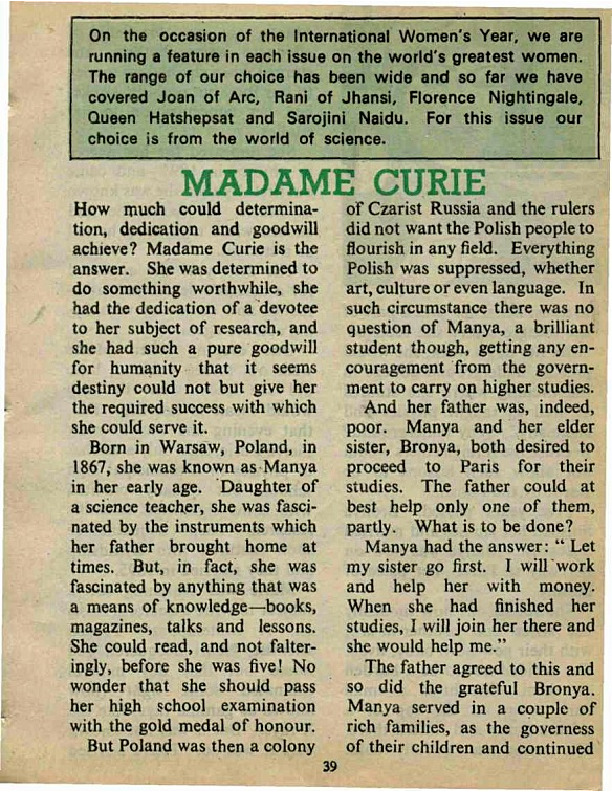 On the occasion of the International Women's Year, we are
running a feature in each issue on the world's greatest women.
The range of our choice has been wide and so far we have
covered Joan of Arc, Rani of Jhansi, Florence Nightingale,
Queen Hatshepsat and Sarojini Naidu. For this issue our
choice is from the world of science.
MADAME CURIE
How much could determina-
tion, dedication and goodwill
achieve? Madame Curie is the
answer. She was determined to
do something worthwhile, she
had the dedication of a devotee
to her subject of research, and
she had such a pure goodwill
for humanity that it seems
destiny could not but give her
the required success with which
she could serve it.
Born in Warsaw, Poland, in
1867, she was known as Manya
in her early age. Daughter of
a science teacher, she was fasci-
nated by the instruments which
her father brought home at
times. But, in fact, she was
fascinated by anything that was
a means of knowledge—books,
magazines, talks and lessons.
She could read, and not falter-
ingly, before she was five! No
wonder that she should pass
her high school examination
with the gold medal of honour.
But Poland was then a colony
of Czarist Russia and the rulers
did not want the Polish people to
flourish in any field. Everything
Polish was suppressed, whether
art, culture or even language. In
such circumstance there was no
question of Manya, a brilliant
student though, getting any en-
couragement from the govern-
ment to carry on higher studies.
And her father was, indeed,
poor. Manya and her elder
sister, Bronya, both desired to
proceed to Paris for their
studies. The father could at
best help only one of them,
partly. What is to be done?
Manya had the answer: "Let
my sister go first. I will work
and help her with money.
When she had finished her
studies, I will join her there and
she would help me."
The father agreed to this and
so did the grateful Bronya.
Manya served in a couple of
rich families, as the governess
of their children and continued
39